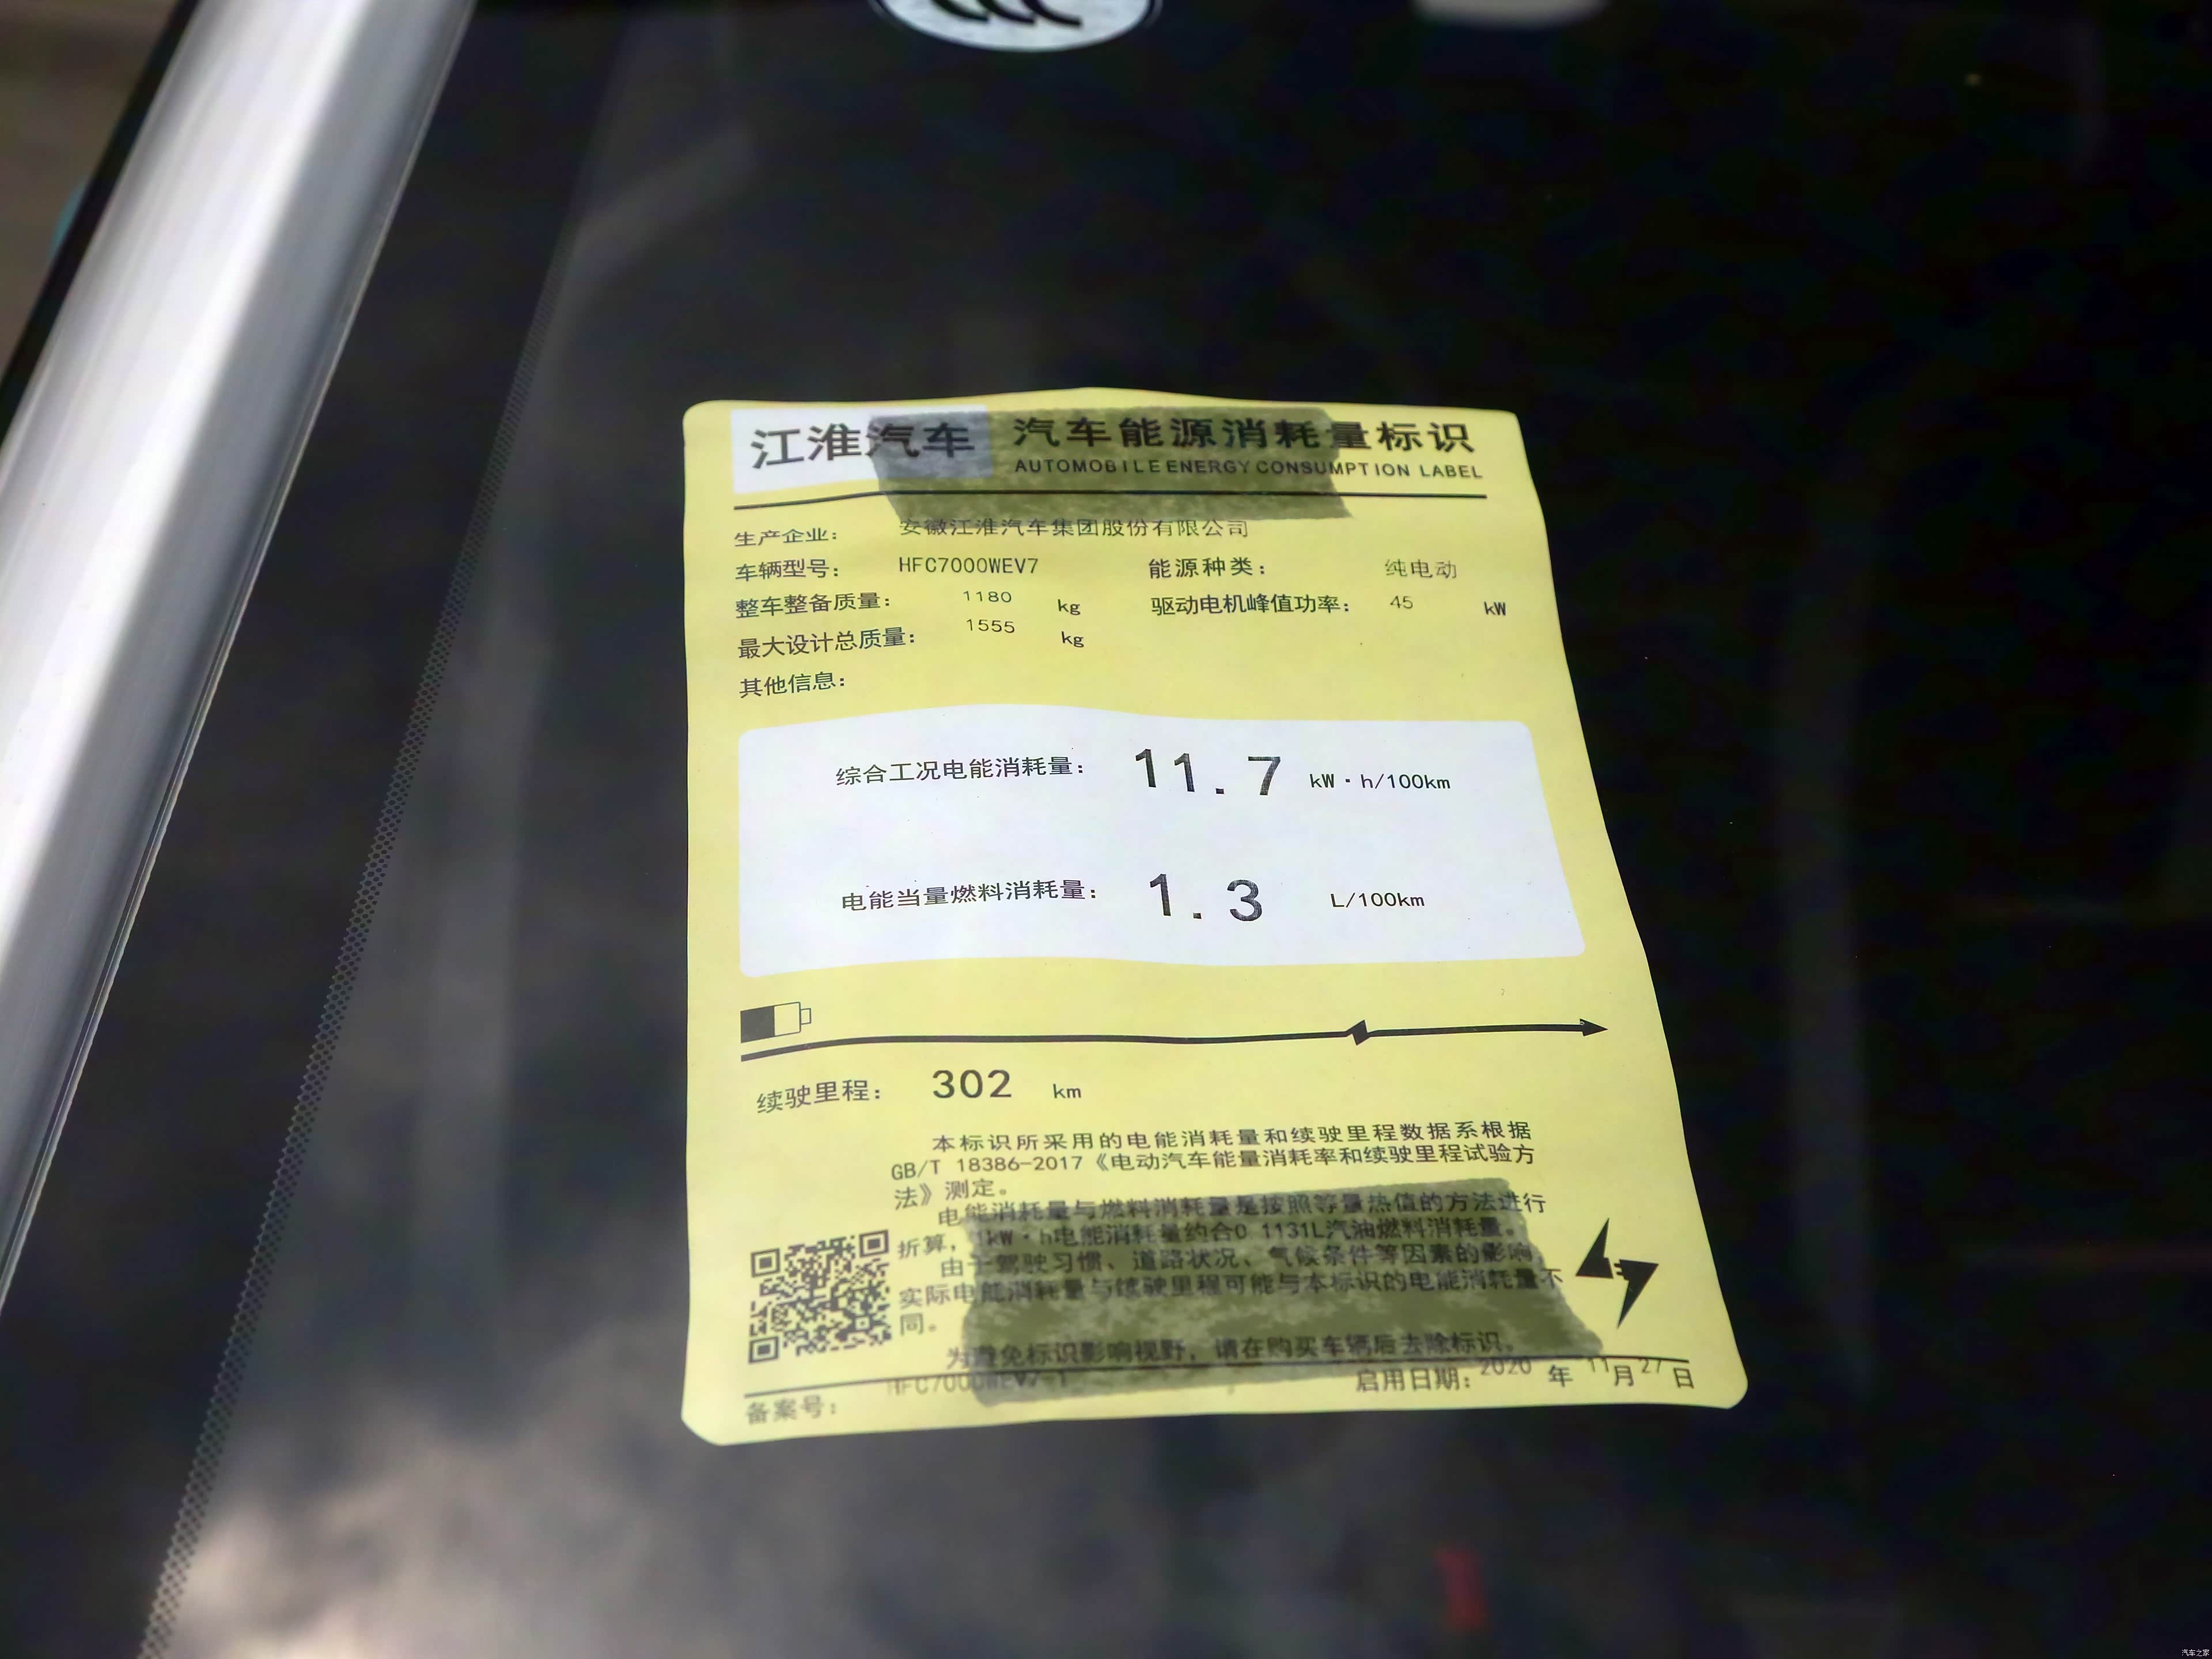 江淮汽车 汽车能源消耗量标识
AUTOMOBILE ENERGY CONSUMPTION LABEL
生产企业: 安徽江淮汽车集团股份有限公司
车辆型号: HFC7000WEV7 能源种类: 纯电动
整车整备质量: 1180 kg 驱动电机峰值功率: 45 kW
最大设计总质量: 1555 kg
其他信息:
综合工况电能消耗量: 11.7 kW·h/100km
电能当量燃料消耗量: 1.3 L/100km
续驶里程: 302 km
本标识所采用的电能消耗量和续驶里程数据系根据
GB/T 18386-2017《电动汽车能量消耗率和续驶里程试验方
法》测定。
电能消耗量与燃料消耗量是按照等量热值的方法进行
折算, 1kW·h电能消耗量约合0.1131L汽油燃料消耗量。
由于驾驶习惯、道路状况、气候条件等因素的影响
实际电能消耗量与续驶里程可能与本标识的电能消耗量不
同。
为避免标识影响视野, 请在购买车辆后去除标识。
备案号: HFC7000WEV7-1 启用日期: 2020 年 11月27日
汽车之家